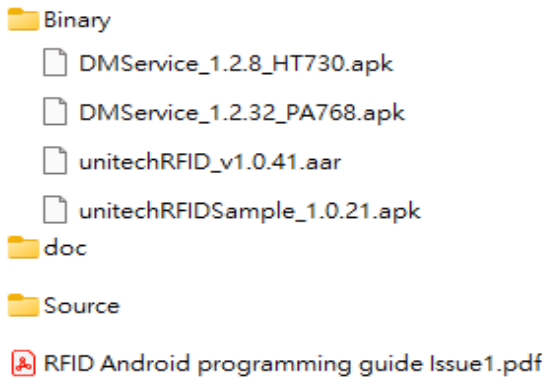 Binary
DMService_1.2.8_HT730.apk
DMService_1.2.32_PA768.apk
unitechRFID_v1.0.41.aar
unitechRFIDSample_1.0.21.apk
doc
Source
RFID Android programming guide Issue1.pdf